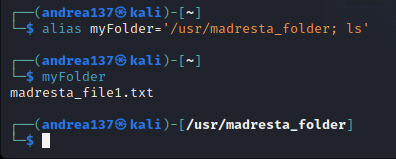 ┌──(andrea137㉿kali)-[~]
└─$ alias myFolder='/usr/madresta_folder; ls'
┌──(andrea137㉿kali)-[~]
└─$ myFolder
madresta_file1.txt
┌──(andrea137㉿kali)-[/usr/madresta_folder]
└─$